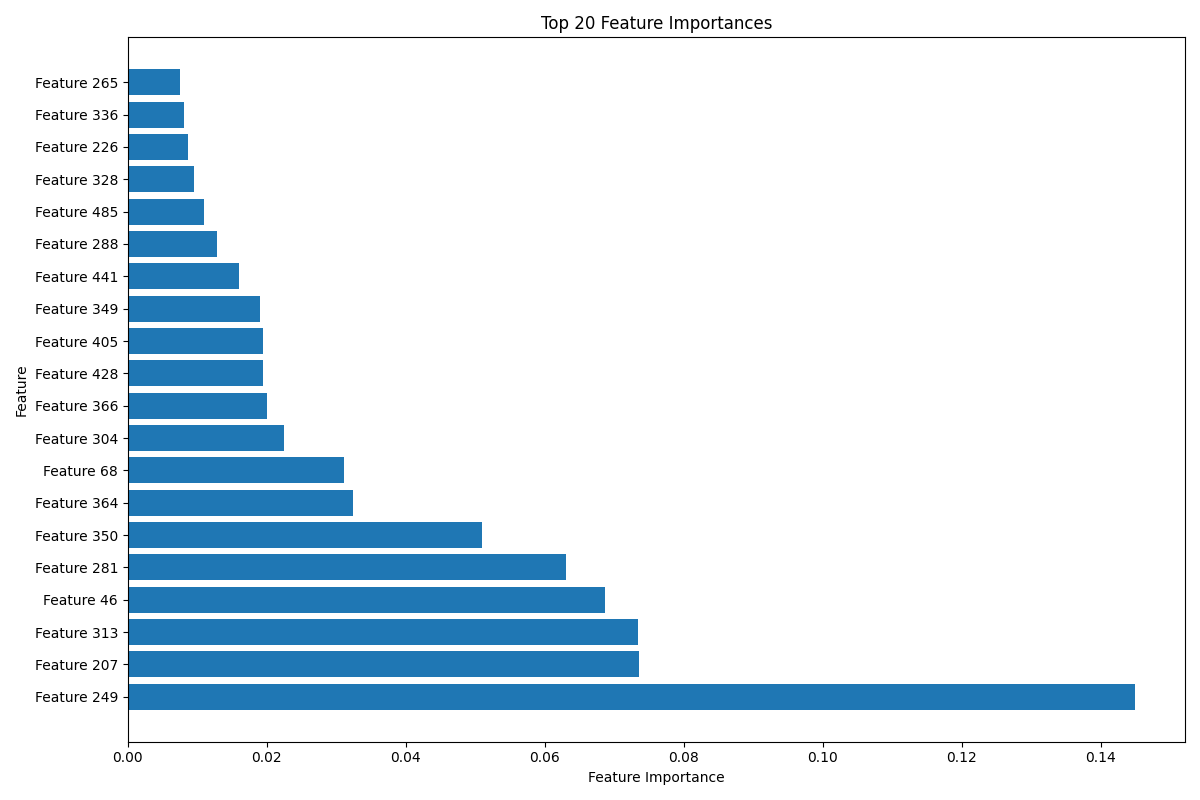 Top 20 Feature Importances
Feature
Feature 265
Feature 336
Feature 226
Feature 328
Feature 485
Feature 288
Feature 441
Feature 349
Feature 405
Feature 428
Feature 366
Feature 304
Feature 68
Feature 364
Feature 350
Feature 281
Feature 46
Feature 313
Feature 207
Feature 249
0.00 0.02 0.04 0.06 0.08 0.10 0.12 0.14
Feature Importance